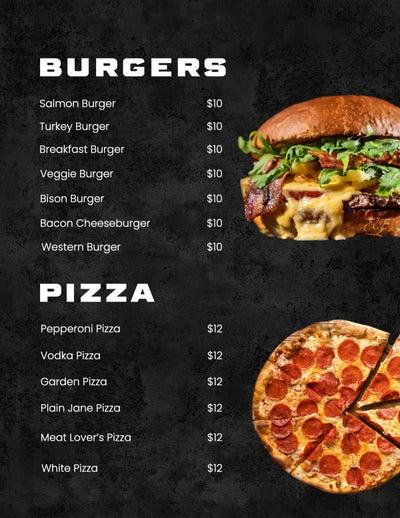 BURGERS
Salmon Burger $10
Turkey Burger $10
Breakfast Burger $10
Veggie Burger $10
Bison Burger $10
Bacon Cheeseburger $10
Western Burger $10
PIZZA
Pepperoni Pizza $12
Vodka Pizza $12
Garden Pizza $12
Plain Jane Pizza $12
Meat Lover's Pizza $12
White Pizza $12